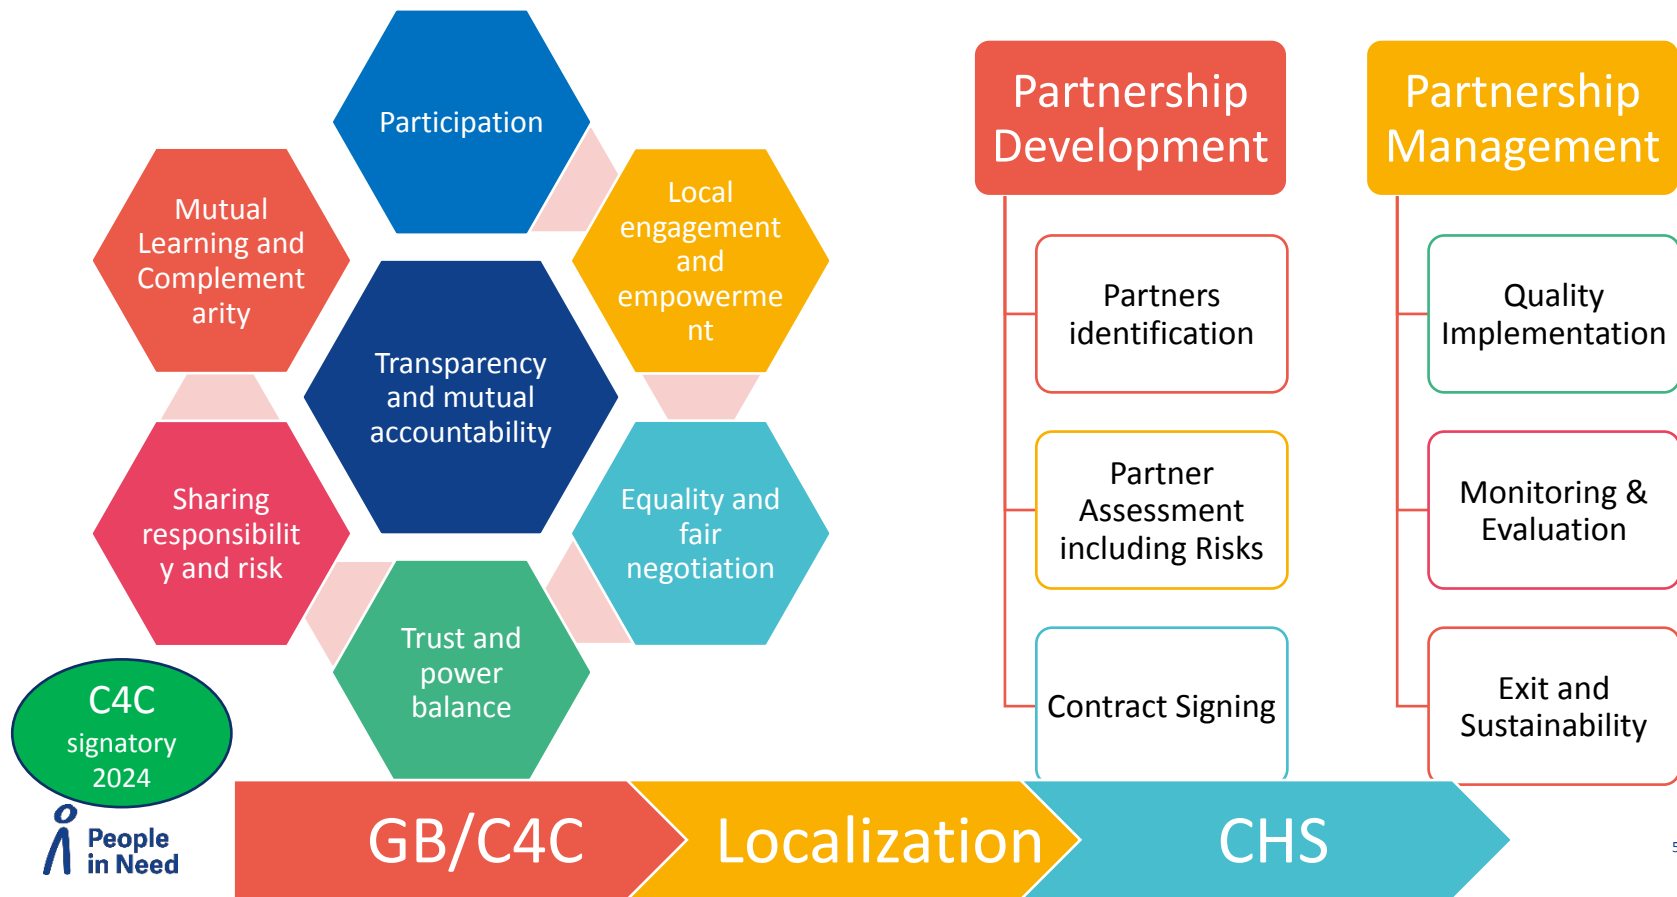 Participation
Mutual
Learning and
Complement
arity
Local
engagement
and
empowerme
nt
Transparency
and mutual
accountability
Sharing
responsibilit
y and risk
Equality and
fair
negotiation
Trust and
power
balance
C4C
signatory
2024
People
in Need
Partnership
Development
Partners
identification
Partner
Assessment
including Risks
Contract Signing
Partnership
Management
Quality
Implementation
Monitoring &
Evaluation
Exit and
Sustainability
GB/C4C
Localization
CHS
5